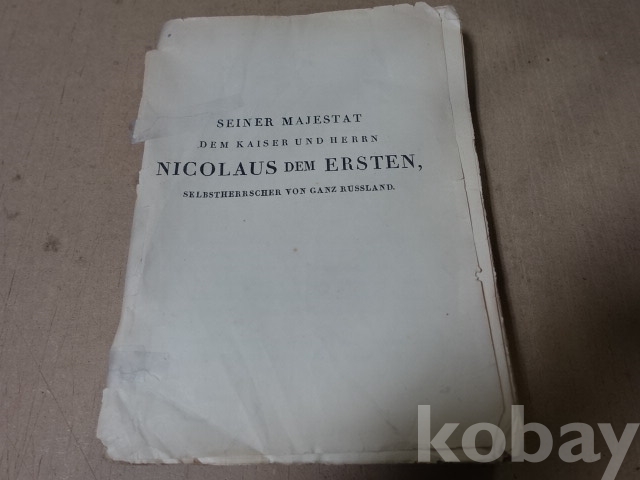 SEINER MAJESTAT
DEM KAISER UND HERRN
NICOLAUS DEM ERSTEN,
SELBSTHERRSCHER VON GANZ RUSSLAND.
kobay